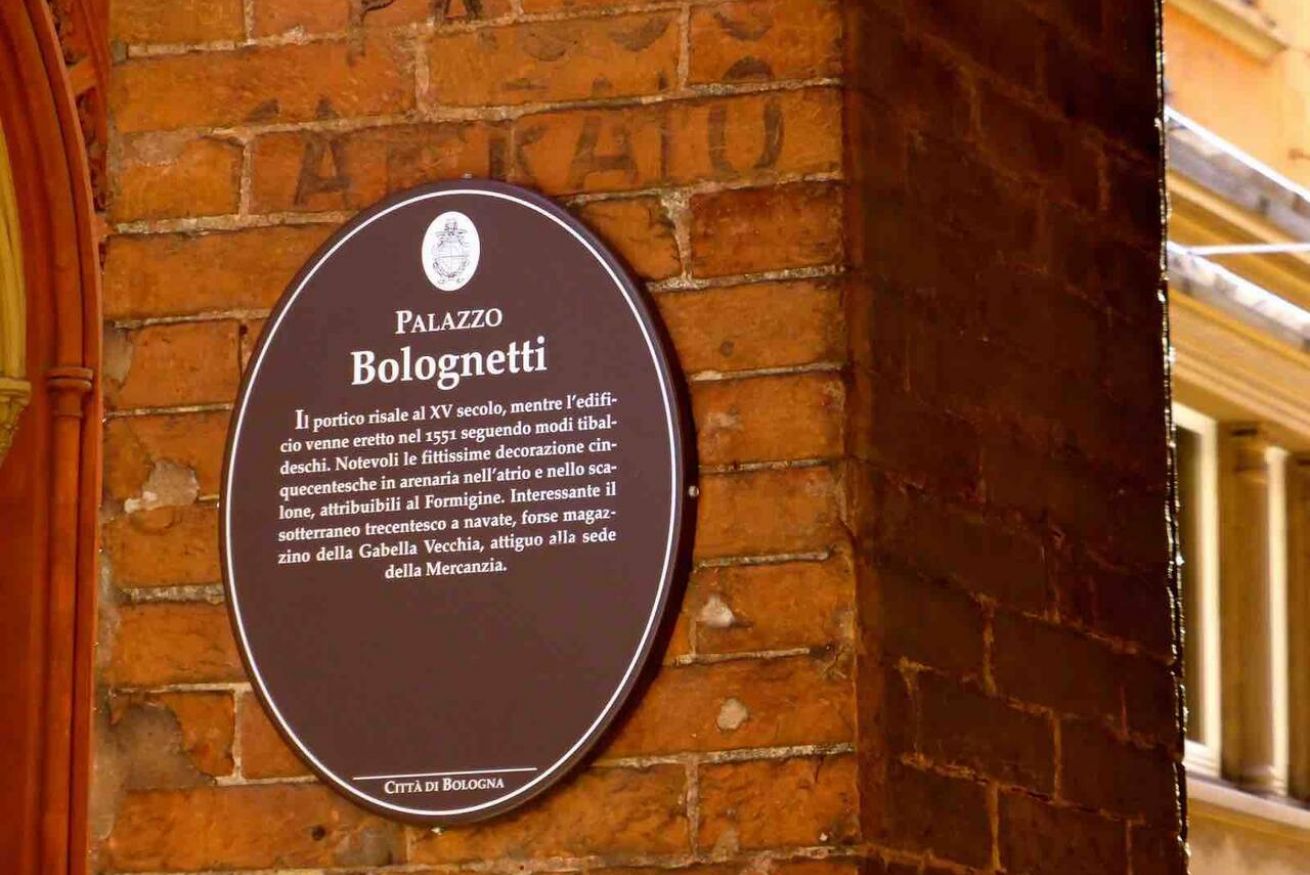 PALAZZO
Bolognetti
Il portico risale al XV secolo, mentre l'edifi-
cio venne eretto nel 1551 seguendo modi tibal-
deschi. Notevoli le fittissime decorazione cin-
quecentesche in arenaria nell'atrio e nello sca-
lone, attribuibili al Formigine. Interessante il
sotterraneo trecentesco a navate, forse magaz-
zino della Gabella Vecchia, attiguo alla sede
della Mercanzia.
CITTÀ DI BOLOGNA